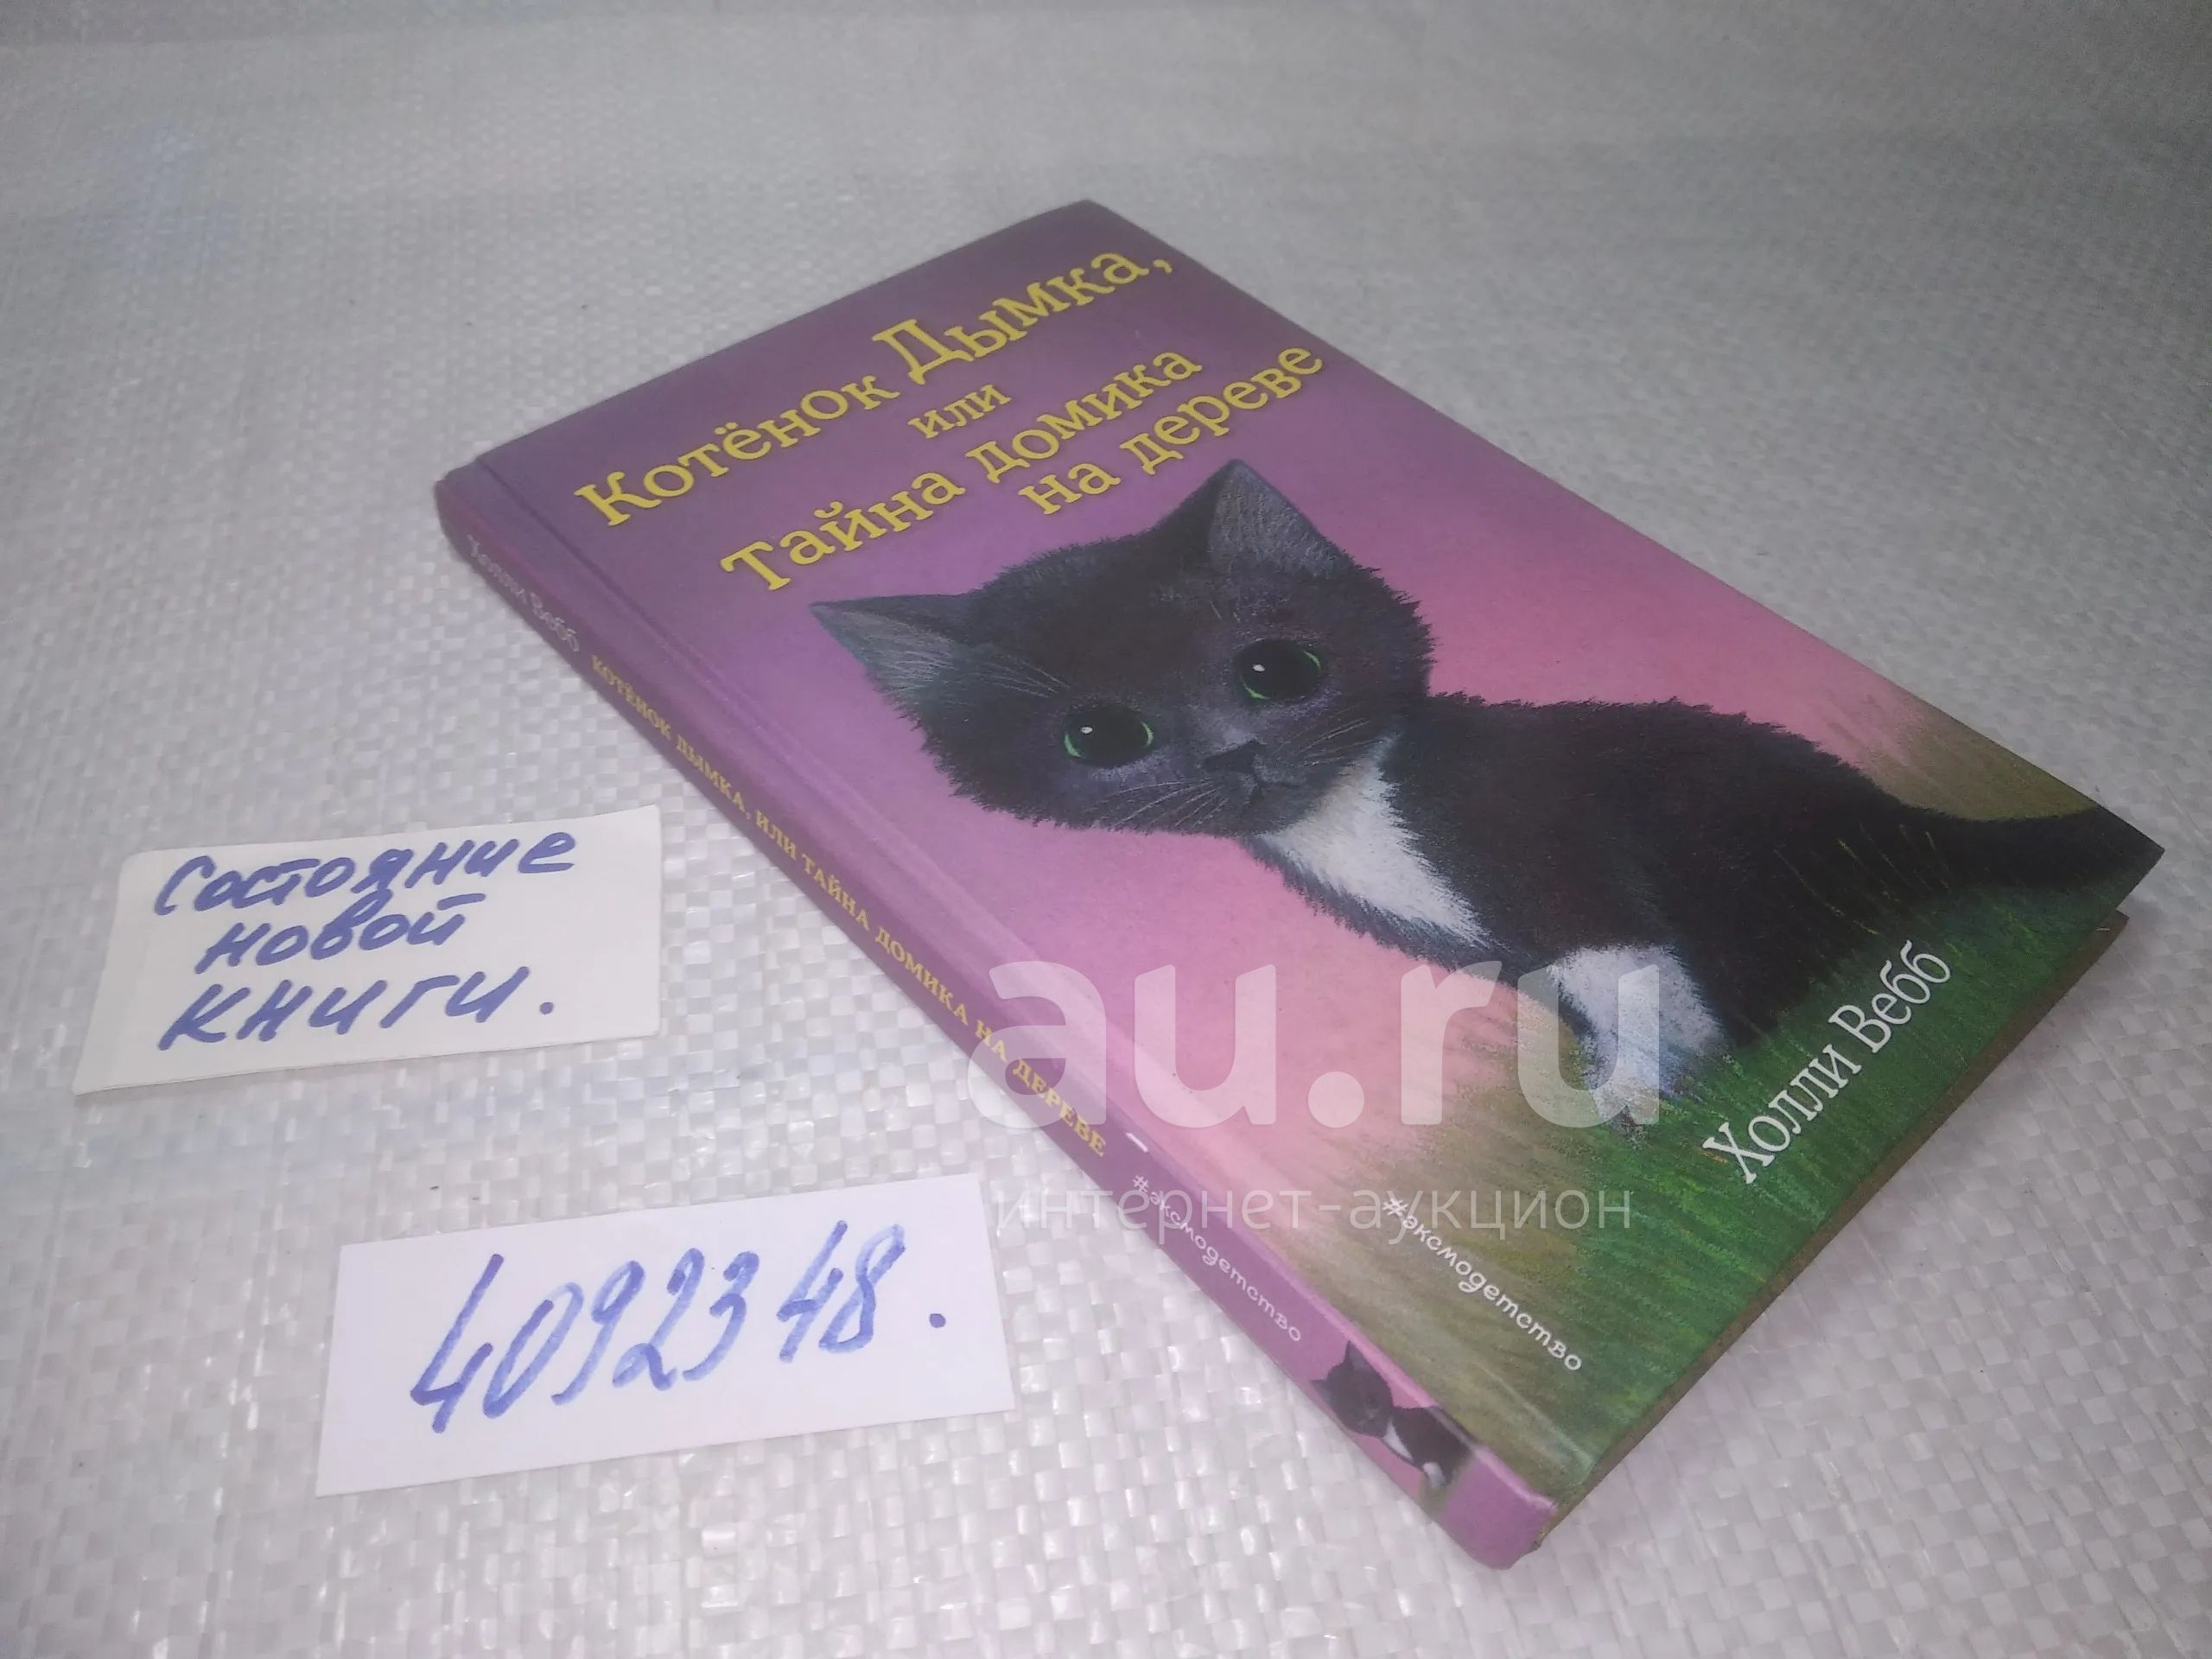 Котёнок Дымка,
или
Тайна домика
на дереве
Холли Вебб
#эксмодетство
Холли Вебб КОТЁНОК ДЫМКА, ИЛИ ТАЙНА ДОМИКА НА ДЕРЕВЕ #эксмодетство
Состояние
новой
книги.
4092348.
au.ru
интернет-аукцион